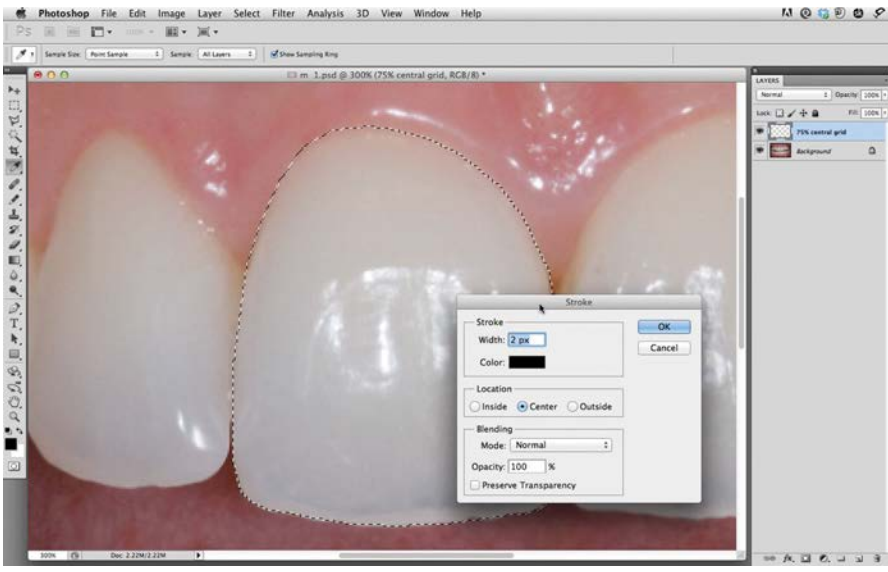 Photoshop File Edit Image Layer Select Filter Analysis 3D View Window Help
Ps 100%
Sample Size: Point Sample Sample: All Layers Show Sampling Ring
m 1.psd @ 300% (75% central grid, RGB/8) *
LAYERS
Normal Opacity: 100%
Lock: Fill: 100%
75% central grid
Background
Stroke
Stroke
Width: 2 px
Color:
OK
Cancel
Location
Inside Center Outside
Blending
Mode: Normal
Opacity: 100 %
Preserve Transparency
300% Doc: 2.22M/2.22M